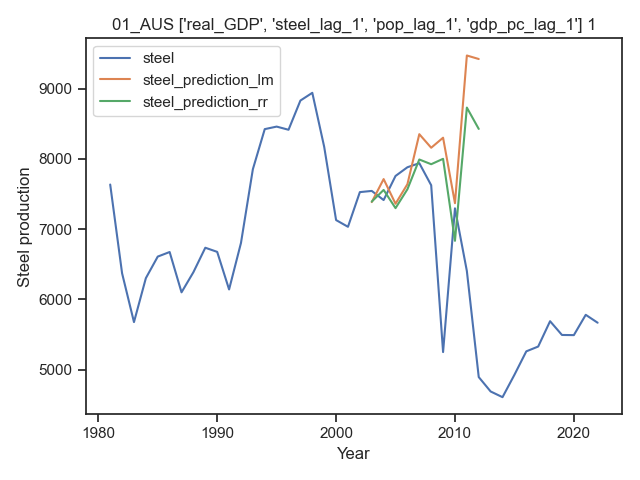 01_AUS ['real_GDP', 'steel_lag_1', 'pop_lag_1', 'gdp_pc_lag_1'] 1
steel
steel_prediction_lm
steel_prediction_rr
Steel production
9000
8000
7000
6000
5000
1980
1990
2000
2010
2020
Year